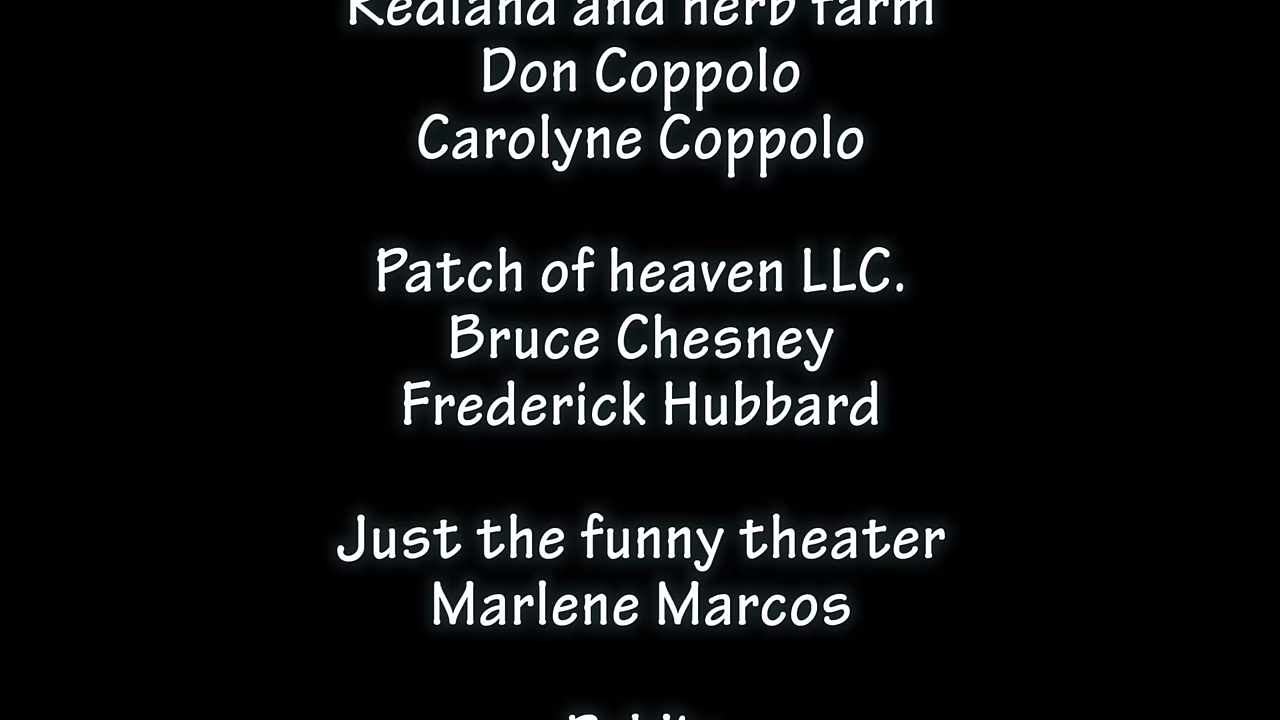 Redland and herb farm
Don Coppolo
Carolyne Coppolo
Patch of heaven LLC.
Bruce Chesney
Frederick Hubbard
Just the funny theater
Marlene Marcos